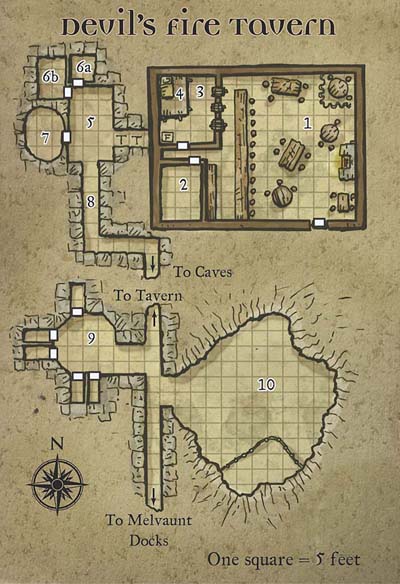 Devil's Fire Tavern
6b
6a
4
3
1
5
7
2
8
To Caves
To Tavern
9
10
N
To Melvaunt
Docks
One square = 5 feet